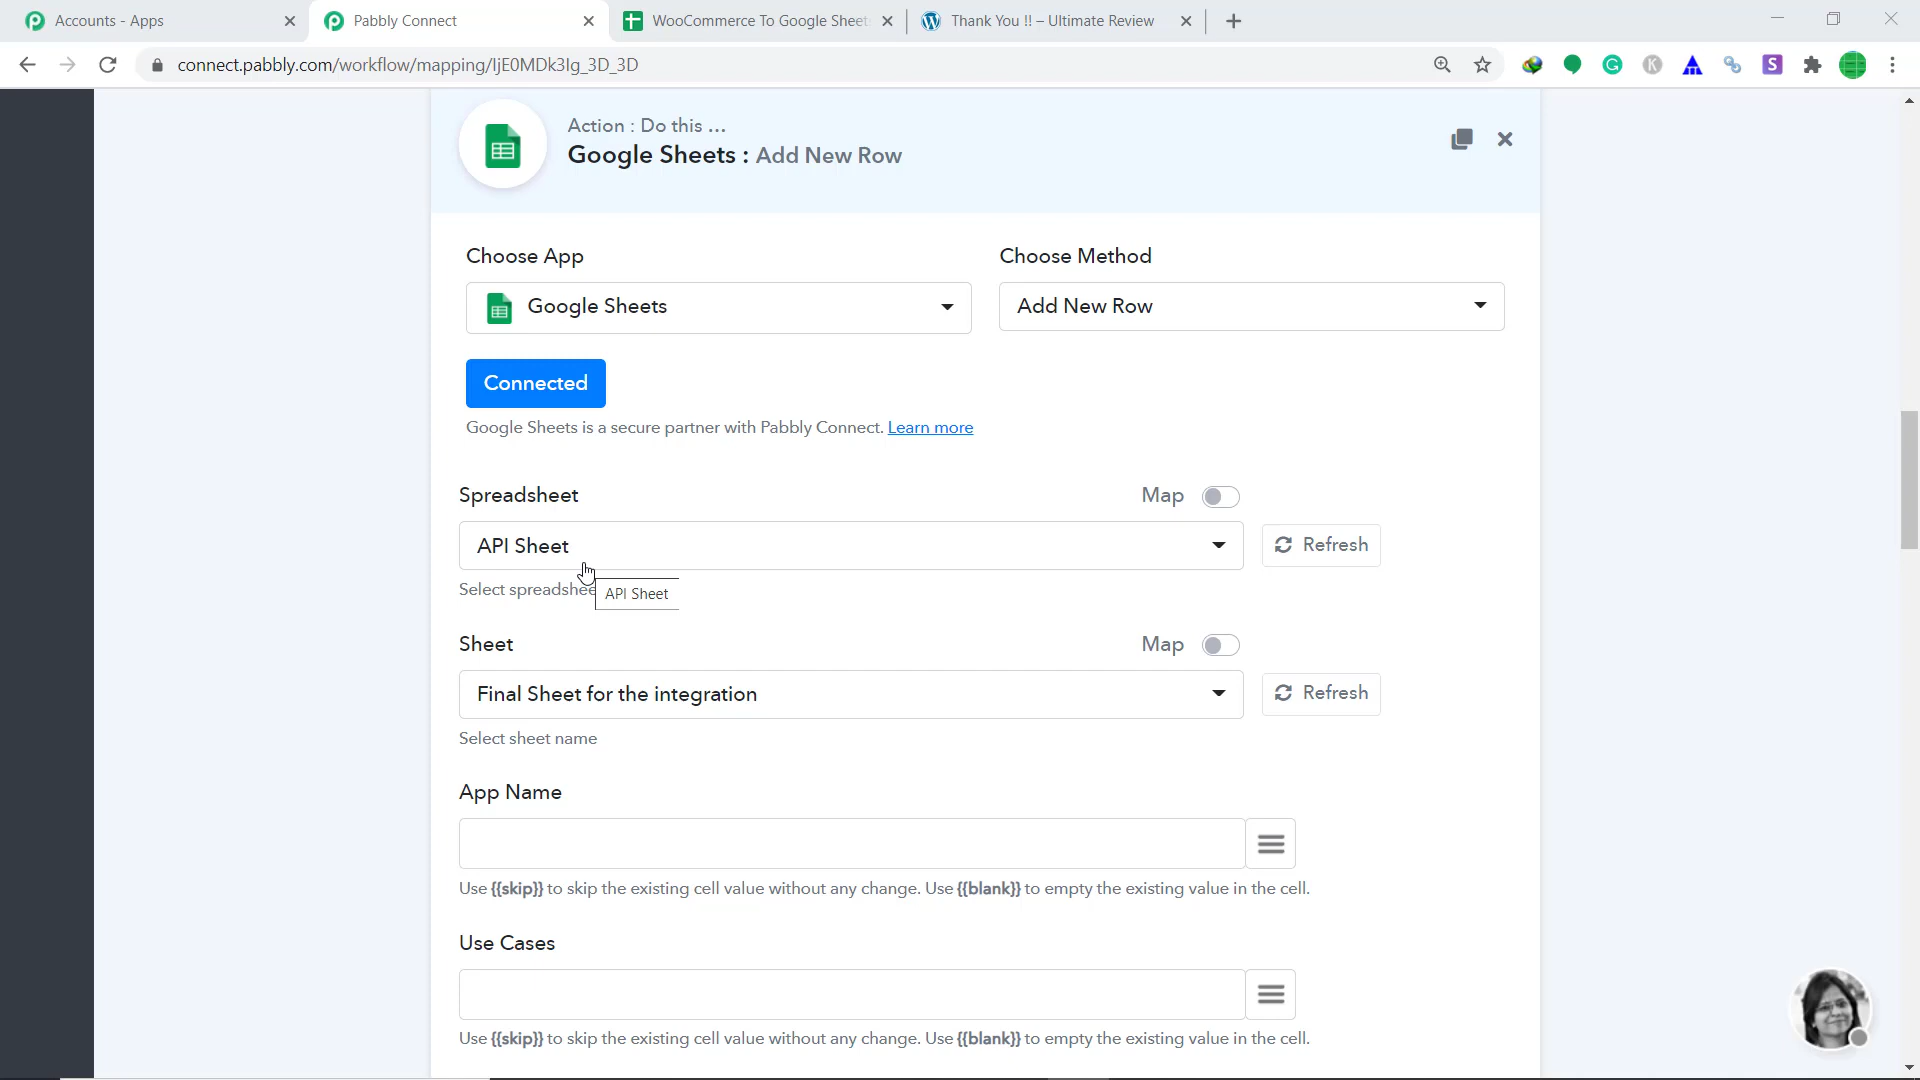 Accounts - Apps
Pabbly Connect
WooCommerce To Google Sheet
Thank You !! – Ultimate Review
connect.pabbly.com/workflow/mapping/IjE0MDk3Ig_3D_3D
Action : Do this ...
Google Sheets : Add New Row
Choose App
Choose Method
Google Sheets
Add New Row
Connected
Google Sheets is a secure partner with Pabbly Connect. Learn more
Spreadsheet
Map
API Sheet
Refresh
Select spreadshee
API Sheet
Sheet
Map
Final Sheet for the integration
Refresh
Select sheet name
App Name
Use {{skip}} to skip the existing cell value without any change. Use {{blank}} to empty the existing value in the cell.
Use Cases
Use {{skip}} to skip the existing cell value without any change. Use {{blank}} to empty the existing value in the cell.